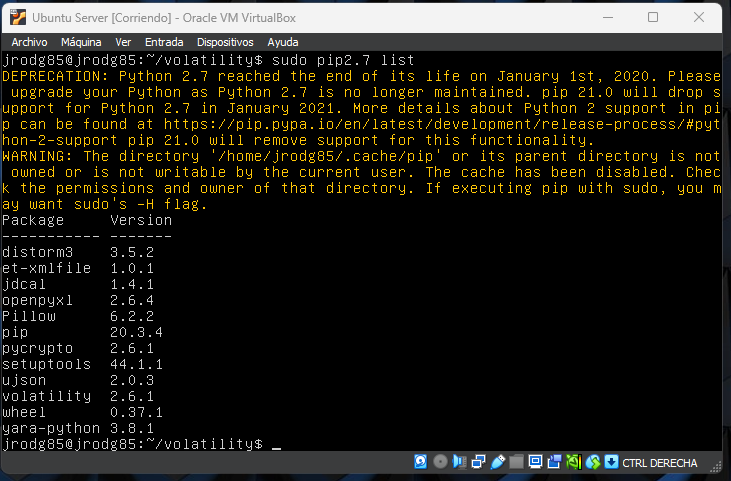 Ubuntu Server [Corriendo] - Oracle VM VirtualBox
Archivo Máquina Ver Entrada Dispositivos Ayuda
jrodg85@jrodg85:~/volatility$ sudo pip2.7 list
DEPRECATION: Python 2.7 reached the end of its life on January 1st, 2020. Please
 upgrade your Python as Python 2.7 is no longer maintained. pip 21.0 will drop s
upport for Python 2.7 in January 2021. More details about Python 2 support in pi
p can be found at https://pip.pypa.io/en/latest/development/release-process/#pyt
hon-2-support pip 21.0 will remove support for this functionality.
WARNING: The directory '/home/jrodg85/.cache/pip' or its parent directory is not
 owned or is not writable by the current user. The cache has been disabled. Chec
k the permissions and owner of that directory. If executing pip with sudo, you m
ay want sudo's -H flag.
Package     Version
----------- -------
distorm3    3.5.2
et-xmlfile  1.0.1
jdcal       1.4.1
openpyxl    2.6.4
Pillow      6.2.2
pip         20.3.4
pycrypto    2.6.1
setuptools  44.1.1
ujson       2.0.3
volatility  2.6.1
wheel       0.37.1
yara-python 3.8.1
jrodg85@jrodg85:~/volatility$ _
CTRL DERECHA